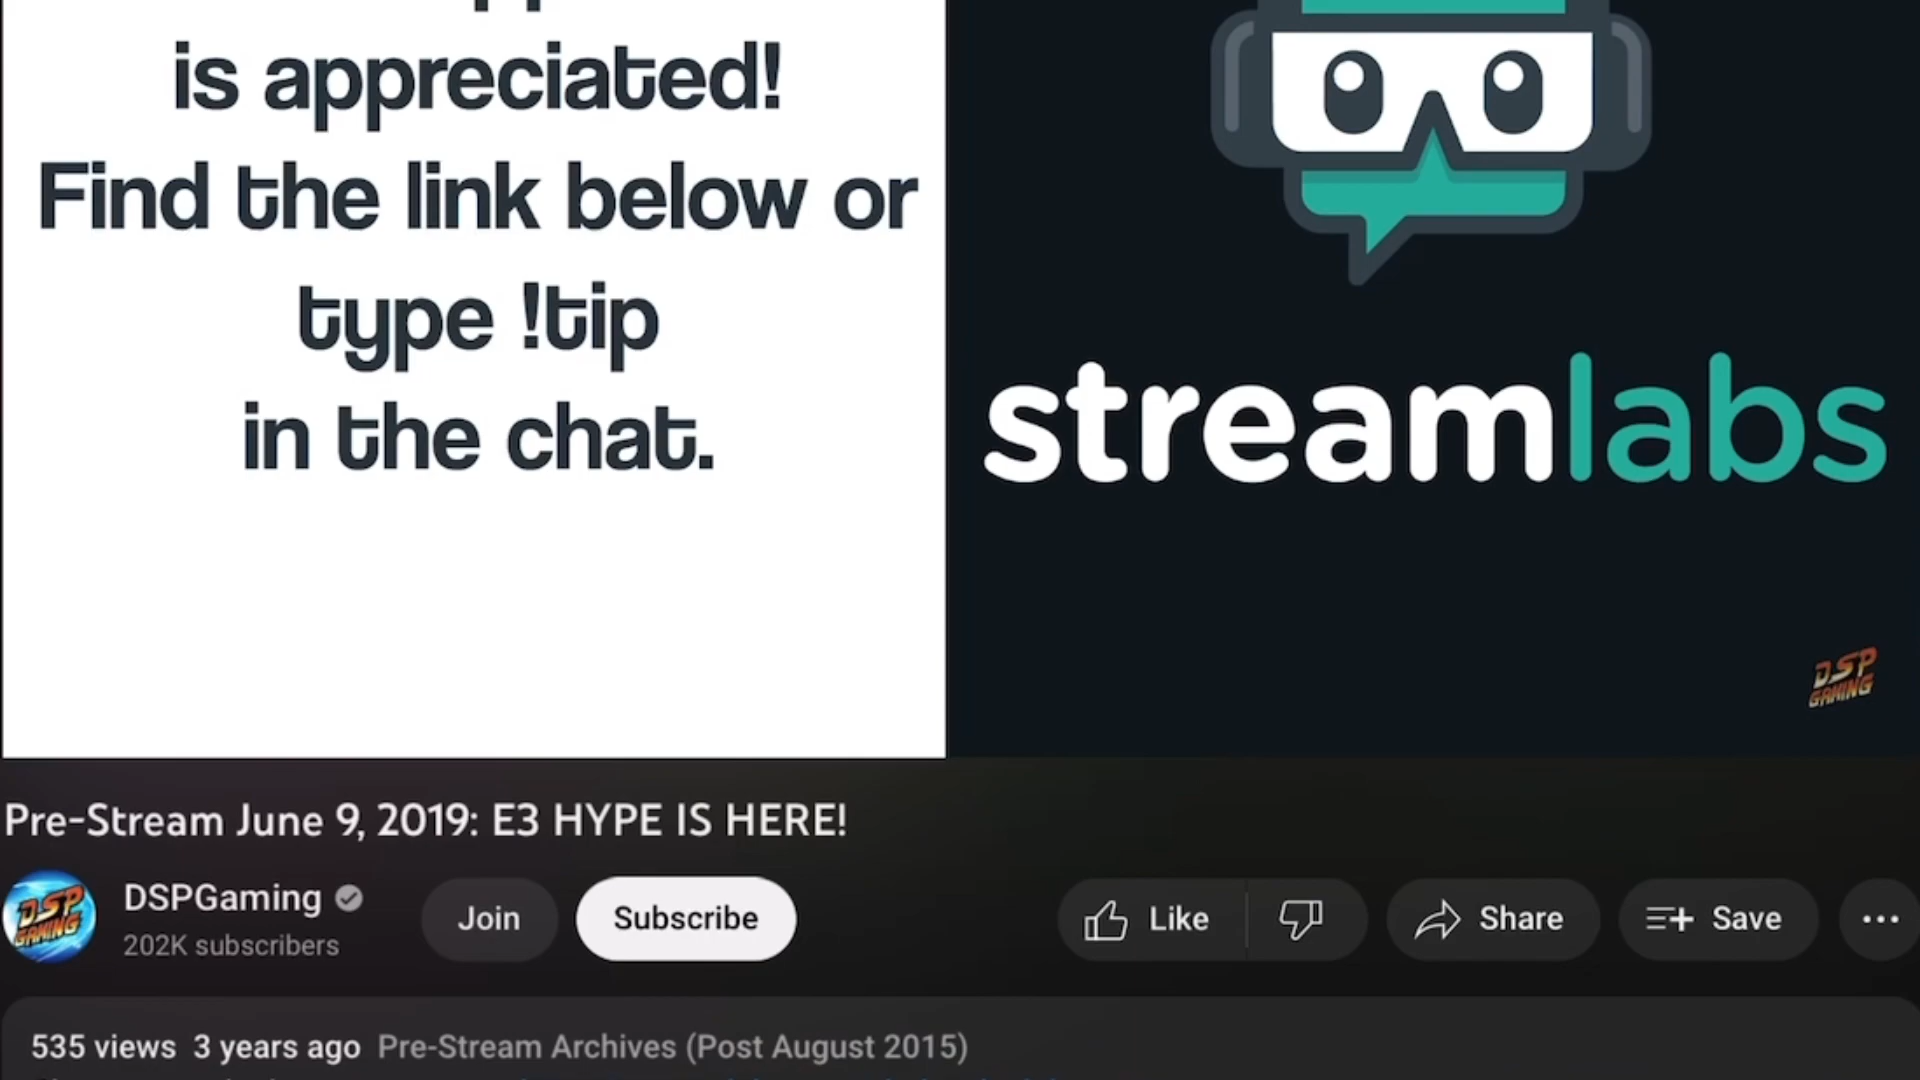 is appreciated!
Find the link below or
type !tip
in the chat.
streamlabs
DSP
GAMING
Pre-Stream June 9, 2019: E3 HYPE IS HERE!
DSP
GAMING
DSPGaming
202K subscribers
Join
Subscribe
Like
Share
Save
535 views 3 years ago Pre-Stream Archives (Post August 2015)